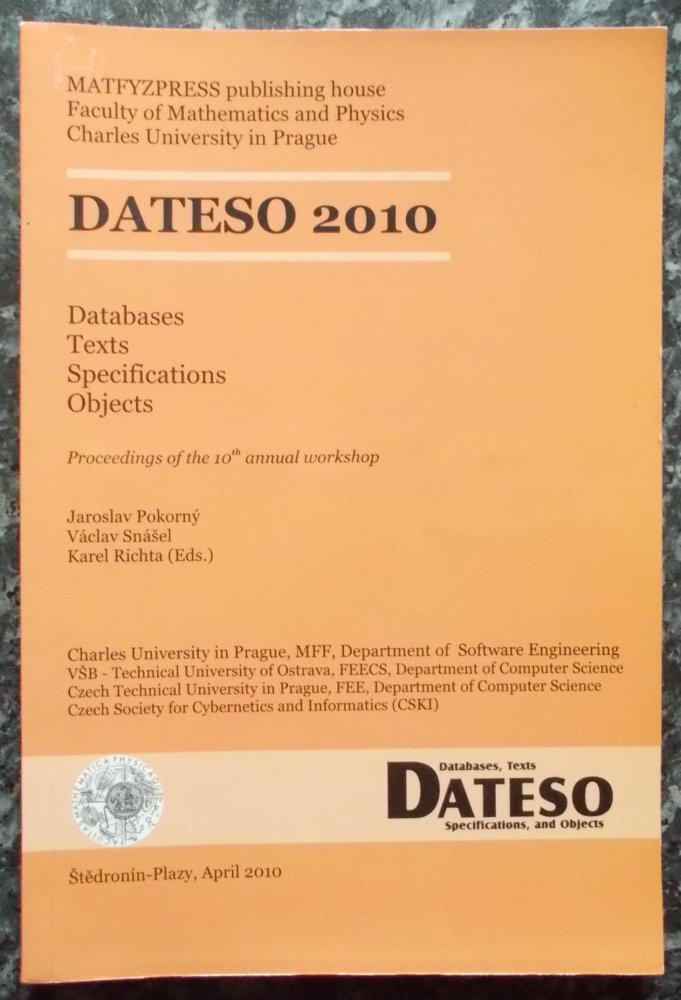 MATFYZPRESS publishing house
Faculty of Mathematics and Physics
Charles University in Prague
DATESO 2010
Databases
Texts
Specifications
Objects
Proceedings of the 10th annual workshop
Jaroslav Pokorný
Václav Snášel
Karel Richta (Eds.)
Charles University in Prague, MFF, Department of Software Engineering
VŠB - Technical University of Ostrava, FEECS, Department of Computer Science
Czech Technical University in Prague, FEE, Department of Computer Science
Czech Society for Cybernetics and Informatics (CSKI)
Databases, Texts
DATESO
Specifications, and Objects
Štědronín-Plazy, April 2010